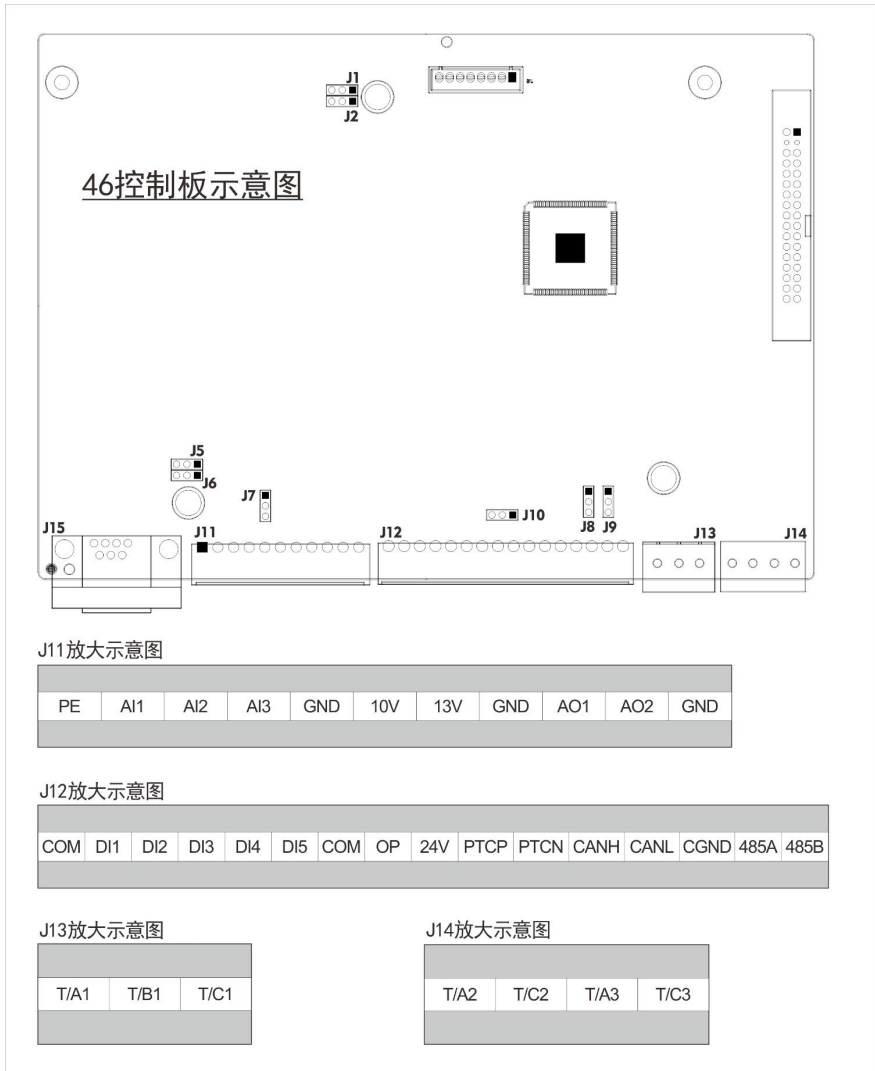 J1
J2
46控制板示意图
J5
J6
J7
J10
J8 J9
J15
J11
J12
J13
J14
J11放大示意图
PE AI1 AI2 AI3 GND 10V 13V GND AO1 AO2 GND
J12放大示意图
COM DI1 DI2 DI3 DI4 DI5 COM OP 24V PTCP PTCN CANH CANL CGND 485A 485B
J13放大示意图
T/A1 T/B1 T/C1
J14放大示意图
T/A2 T/C2 T/A3 T/C3